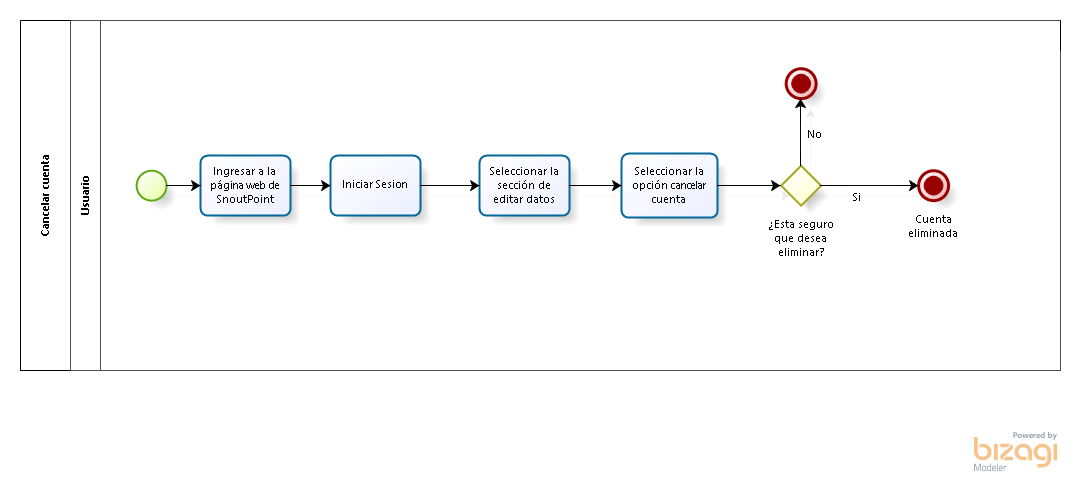 Cancelar cuenta
Usuario
Ingresar a la
página web de
SnoutPoint
Iniciar Sesion
Seleccionar la
sección de
editar datos
Seleccionar la
opción cancelar
cuenta
¿Esta seguro
que desea
eliminar?
No
Si
Cuenta
eliminada
Powered by
bizagi
Modeler